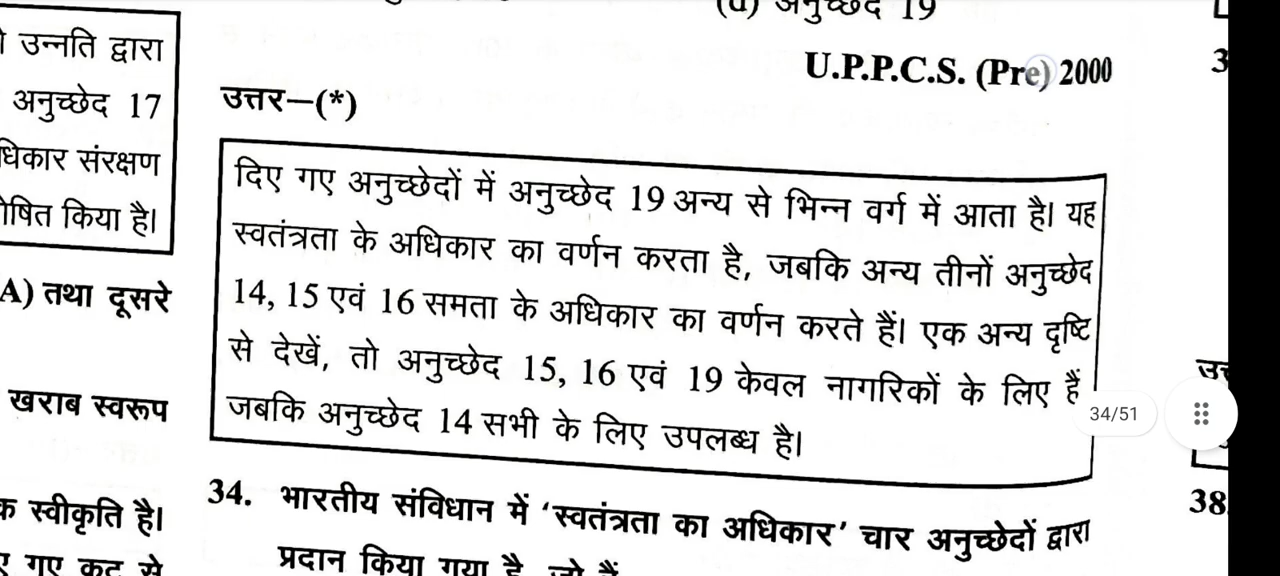 उन्नति द्वारा
अनुच्छेद 17
संरक्षण
किया है।
A) तथा दूसरे
खराब स्वरूप
स्वीकृति है।
गए कूट से
(d) अनुच्छेद 19
U.P.P.C.S. (Pre) 2000
उत्तर–(*)
दिए गए अनुच्छेदों में अनुच्छेद 19 अन्य से भिन्न वर्ग में आता है। यह
स्वतंत्रता के अधिकार का वर्णन करता है, जबकि अन्य तीनों अनुच्छेद
14, 15 एवं 16 समता के अधिकार का वर्णन करते हैं। एक अन्य दृष्टि
से देखें, तो अनुच्छेद 15, 16 एवं 19 केवल नागरिकों के लिए हैं
जबकि अनुच्छेद 14 सभी के लिए उपलब्ध है।
34. भारतीय संविधान में ‘स्वतंत्रता का अधिकार’ चार अनुच्छेदों द्वारा
प्रदान किया गया है, जो हैं
3
38
34/51